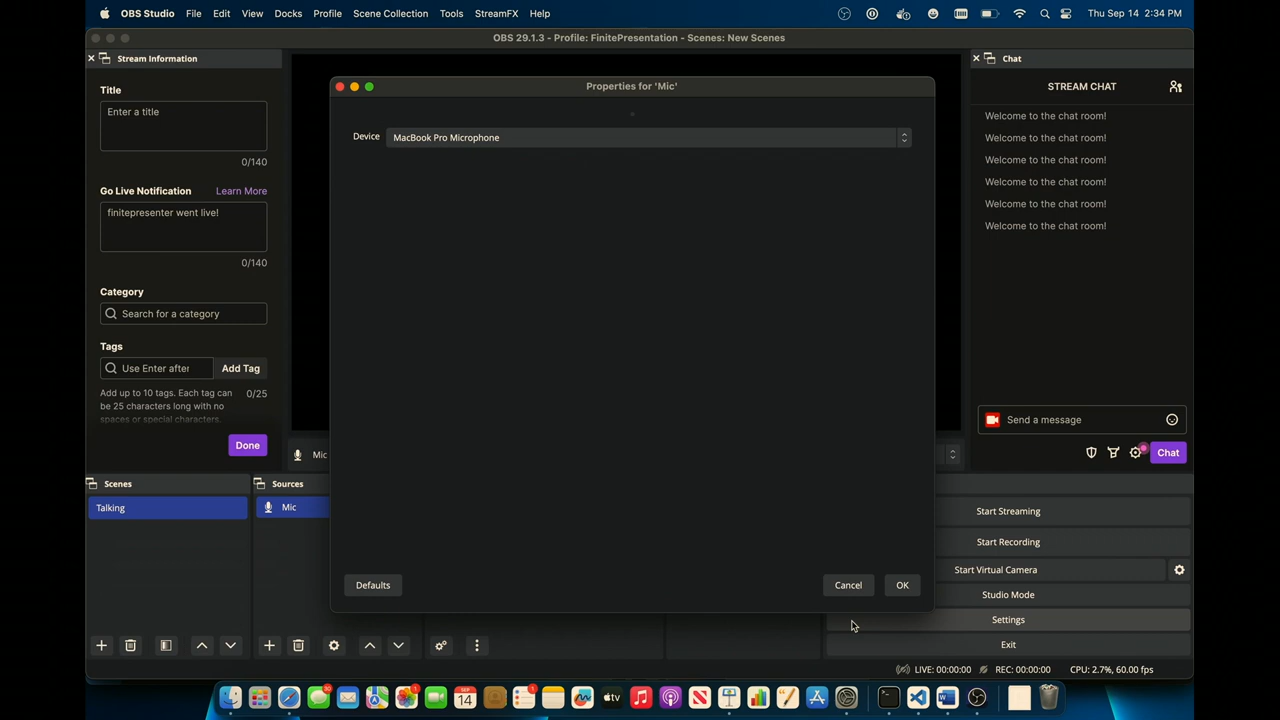 OBS Studio File Edit View Docks Profile Scene Collection Tools StreamFX Help Thu Sep 14 2:34 PM
OBS 29.1.3 - Profile: FinitePresentation - Scenes: New Scenes
Stream Information
Chat
Properties for 'Mic'
Title
Enter a title
0/140
Go Live Notification Learn More
finitepresenter went live!
0/140
Category
Search for a category
Tags
Use Enter after Add Tag
Add up to 10 tags. Each tag can 0/25
be 25 characters long with no
spaces or special characters.
Done
Device MacBook Pro Microphone
Defaults Cancel OK
STREAM CHAT
Welcome to the chat room!
Welcome to the chat room!
Welcome to the chat room!
Welcome to the chat room!
Welcome to the chat room!
Welcome to the chat room!
Send a message
Chat
Mic
Scenes
Talking
Sources
Mic
Start Streaming
Start Recording
Start Virtual Camera
Studio Mode
Settings
Exit
LIVE: 00:00:00 REC: 00:00:00 CPU: 2.7%, 60.00 fps
SEP
14
tv